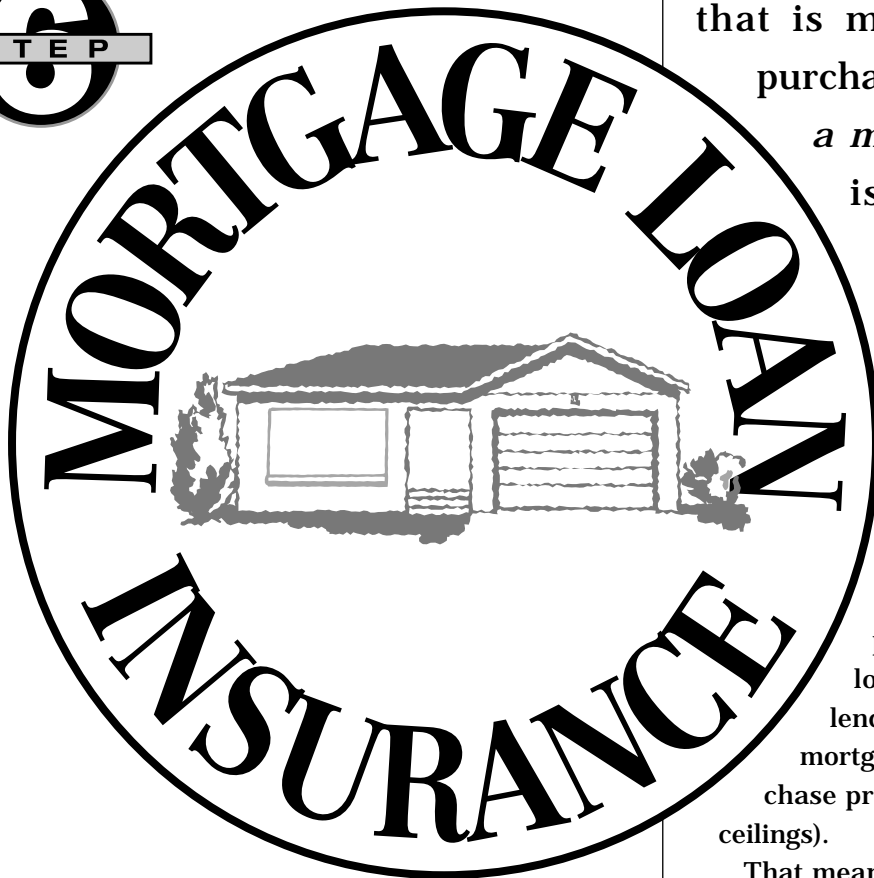 TEP
MORTGAGE LOAN
INSURANCE
that is
purcha
a
is
lo
lend
mortg
chase pr
ceilings).
That mean